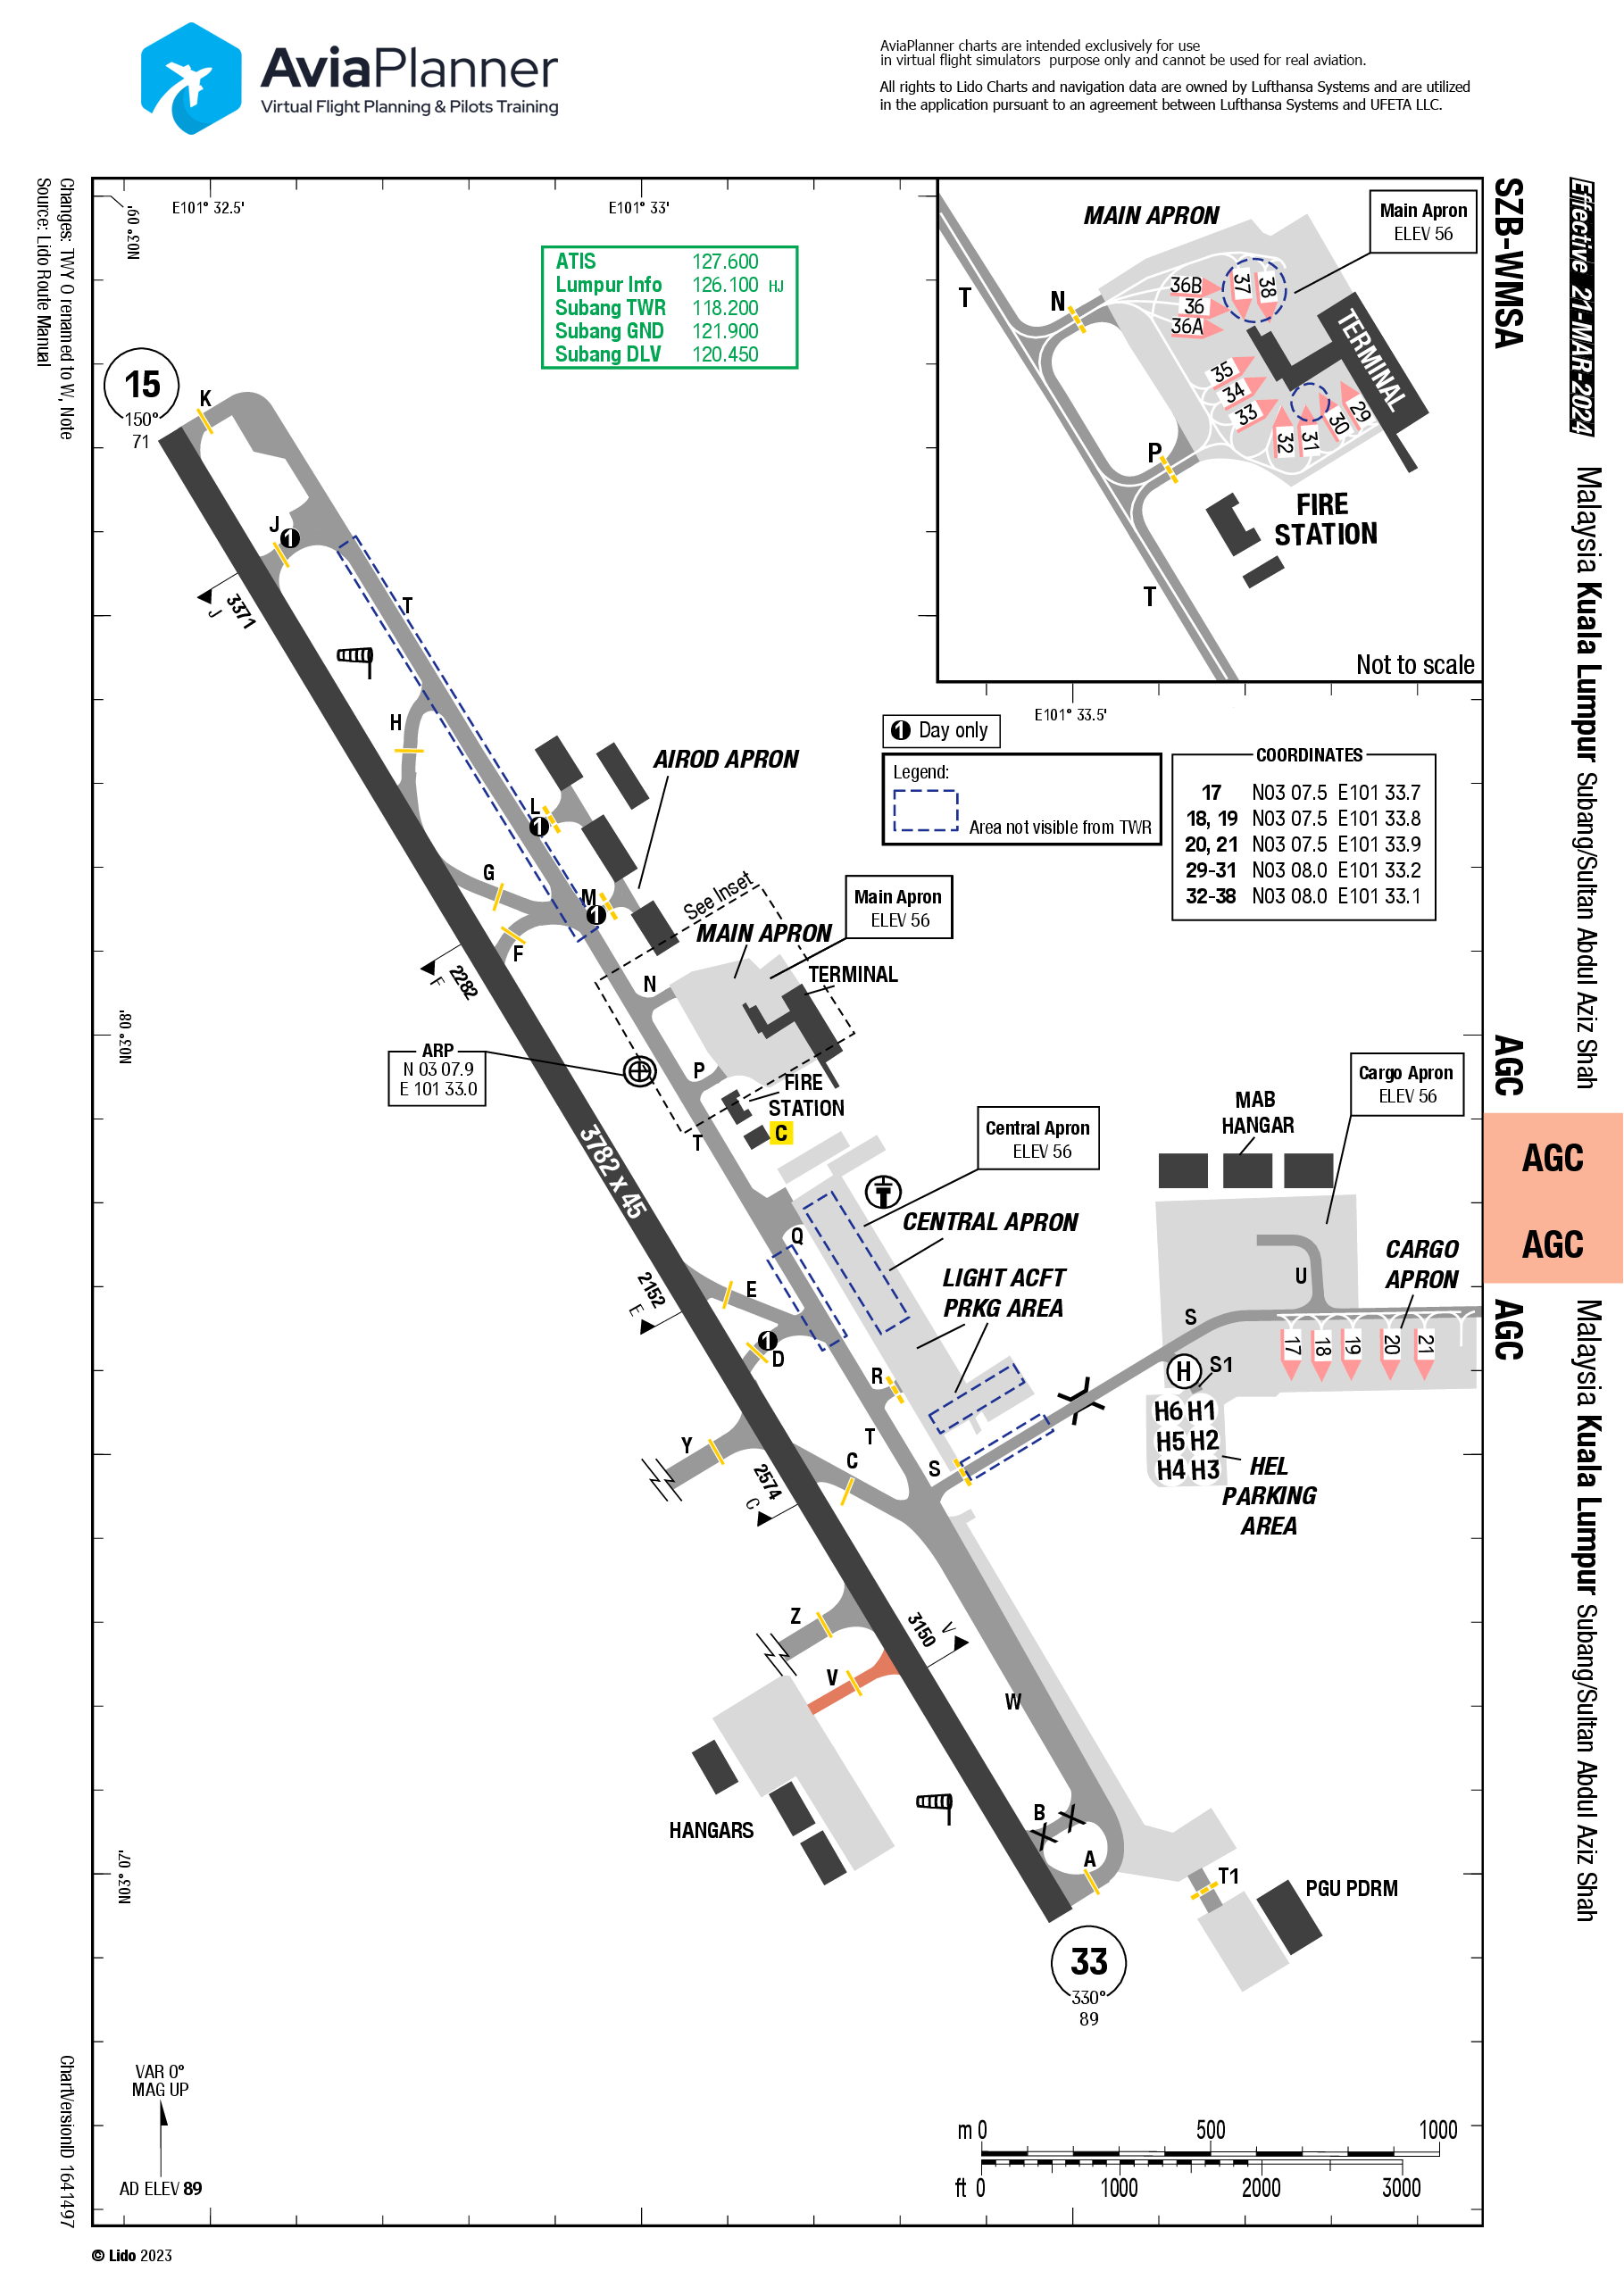 AviaPlanner
Virtual Flight Planning & Pilots Training
AviaPlanner charts are intended exclusively for use
in virtual flight simulators purpose only and cannot be used for real aviation.
All rights to Lido Charts and navigation data are owned by Lufthansa Systems and are utilized
in the application pursuant to an agreement between Lufthansa Systems and UFETA LLC.
Changes: TWY O renamed to W, Note
Source: Lido Route Manual
Effective 21-MAR-2024
SZB-WMSA
Malaysia Kuala Lumpur Subang/Sultan Abdul Aziz Shah
AGC
AGC
AGC
AGC
Malaysia Kuala Lumpur Subang/Sultan Abdul Aziz Shah
N03° 09'
E101° 32.5'
E101° 33'
ATIS 127.600
Lumpur Info 126.100 HJ
Subang TWR 118.200
Subang GND 121.900
Subang DLV 120.450
MAIN APRON
Main Apron
ELEV 56
T
N
36B
36
36A
37
38
TERMINAL
35
34
33
32
31
30
29
P
FIRE
STATION
T
Not to scale
E101° 33.5'
1 Day only
Legend:
Area not visible from TWR
COORDINATES
17 N03 07.5 E101 33.7
18, 19 N03 07.5 E101 33.8
20, 21 N03 07.5 E101 33.9
29-31 N03 08.0 E101 33.2
32-38 N03 08.0 E101 33.1
15
150°
71
K
J
1
3371
J
T
H
L
1
AIROD APRON
G
M
1
F
2282
F
See Inset
MAIN APRON
Main Apron
ELEV 56
TERMINAL
N
N03° 08'
ARP
N 03 07.9
E 101 33.0
P
FIRE
STATION
C
T
3782 x 45
Central Apron
ELEV 56
T
CENTRAL APRON
LIGHT ACFT
PRKG AREA
Q
MAB
HANGAR
Cargo Apron
ELEV 56
CARGO
APRON
U
S
17
18
19
20
21
2152
E
E
1
D
R
T
H
S1
H6 H1
H5 H2
H4 H3
HEL
PARKING
AREA
Y
C
S
2574
C
Z
V
3150
V
W
HANGARS
B
A
T1
PGU PDRM
N03° 07'
33
330°
89
VAR 0°
MAG UP
AD ELEV 89
m 0 500 1000
ft 0 1000 2000 3000
ChartVersionID 1641497
© Lido 2023